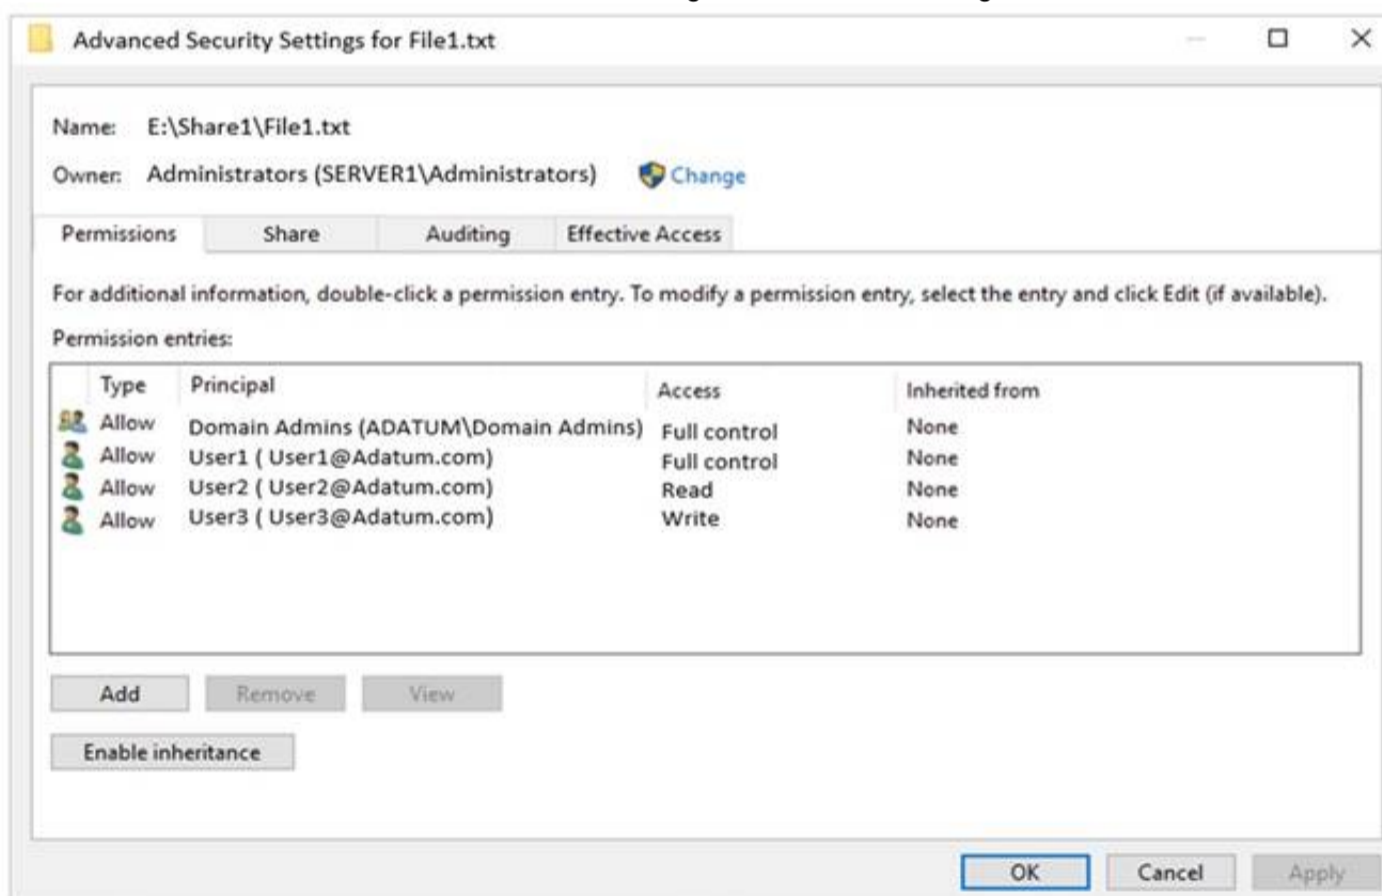 Advanced Security Settings for File1.txt
Name: E:\Share1\File1.txt
Owner: Administrators (SERVER1\Administrators) Change
Permissions Share Auditing Effective Access
For additional information, double-click a permission entry. To modify a permission entry, select the entry and click Edit (if available).
Permission entries:
Type Principal Access Inherited from
Allow Domain Admins (ADATUM\Domain Admins) Full control None
Allow User1 ( User1@Adatum.com) Full control None
Allow User2 ( User2@Adatum.com) Read None
Allow User3 ( User3@Adatum.com) Write None
Add Remove View
Enable inheritance
OK Cancel Apply